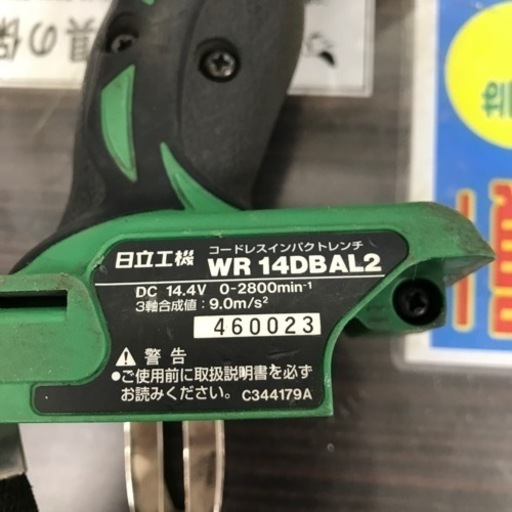 具の保
日立工機
コードレスインパクトレンチ
WR 14DBAL2
DC 14.4V 0-2800min⁻¹
3軸合成値：9.0m/s²
460023
⚠ 警告
●ご使用前に取扱説明書を必ず
お読みください。 C344179A